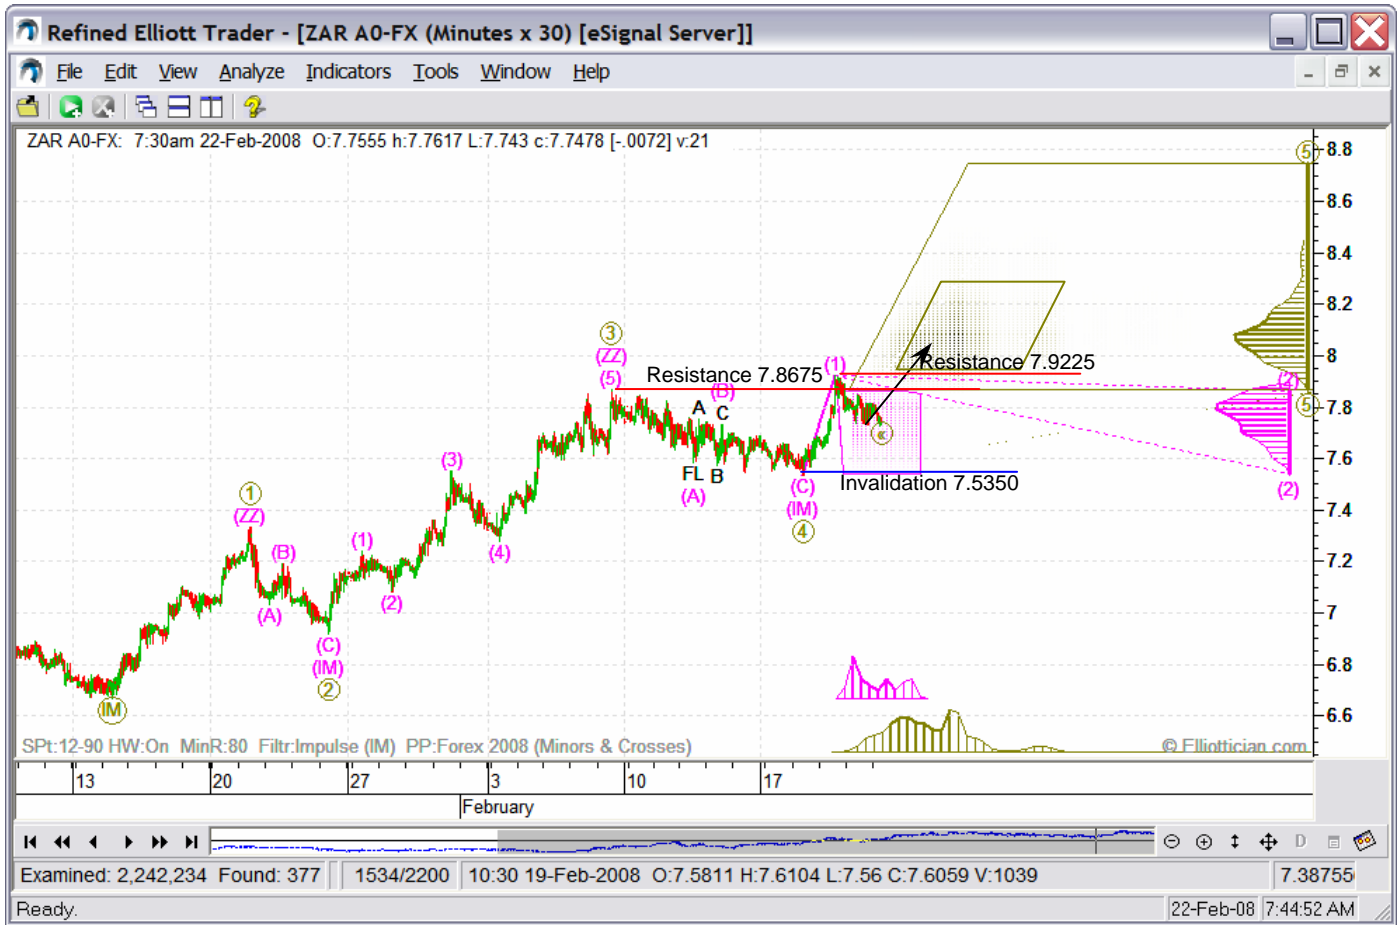 Refined Elliott Trader - [ZAR A0-FX (Minutes x 30) [eSignal Server]]
File Edit View Analyze Indicators Tools Window Help
ZAR A0-FX: 7:30am 22-Feb-2008 O:7.7555 h:7.7617 L:7.743 c:7.7478 [-.0072] v:21
5
8.8
8.6
8.4
8.2
3
(ZZ)
(5)
(1)
8
Resistance 7.9225
Resistance 7.8675
(B)
(2)
5
7.8
A
C
(3)
7.6
FL
B
(A)
(C)
(IM)
4
Invalidation 7.5350
(2)
1
(ZZ)
7.4
(B)
(1)
(4)
7.2
(A)
(2)
7
(C)
(IM)
2
6.8
IM
6.6
SPt:12-90 HW:On MinR:80 Filtr:Impulse (IM) PP:Forex 2008 (Minors & Crosses)
© Elliottician.com
13 20 27 3 10 17
February
D
Examined: 2,242,234 Found: 377 1534/2200 10:30 19-Feb-2008 O:7.5811 H:7.6104 L:7.56 C:7.6059 V:1039 7.38755
Ready. 22-Feb-08 7:44:52 AM